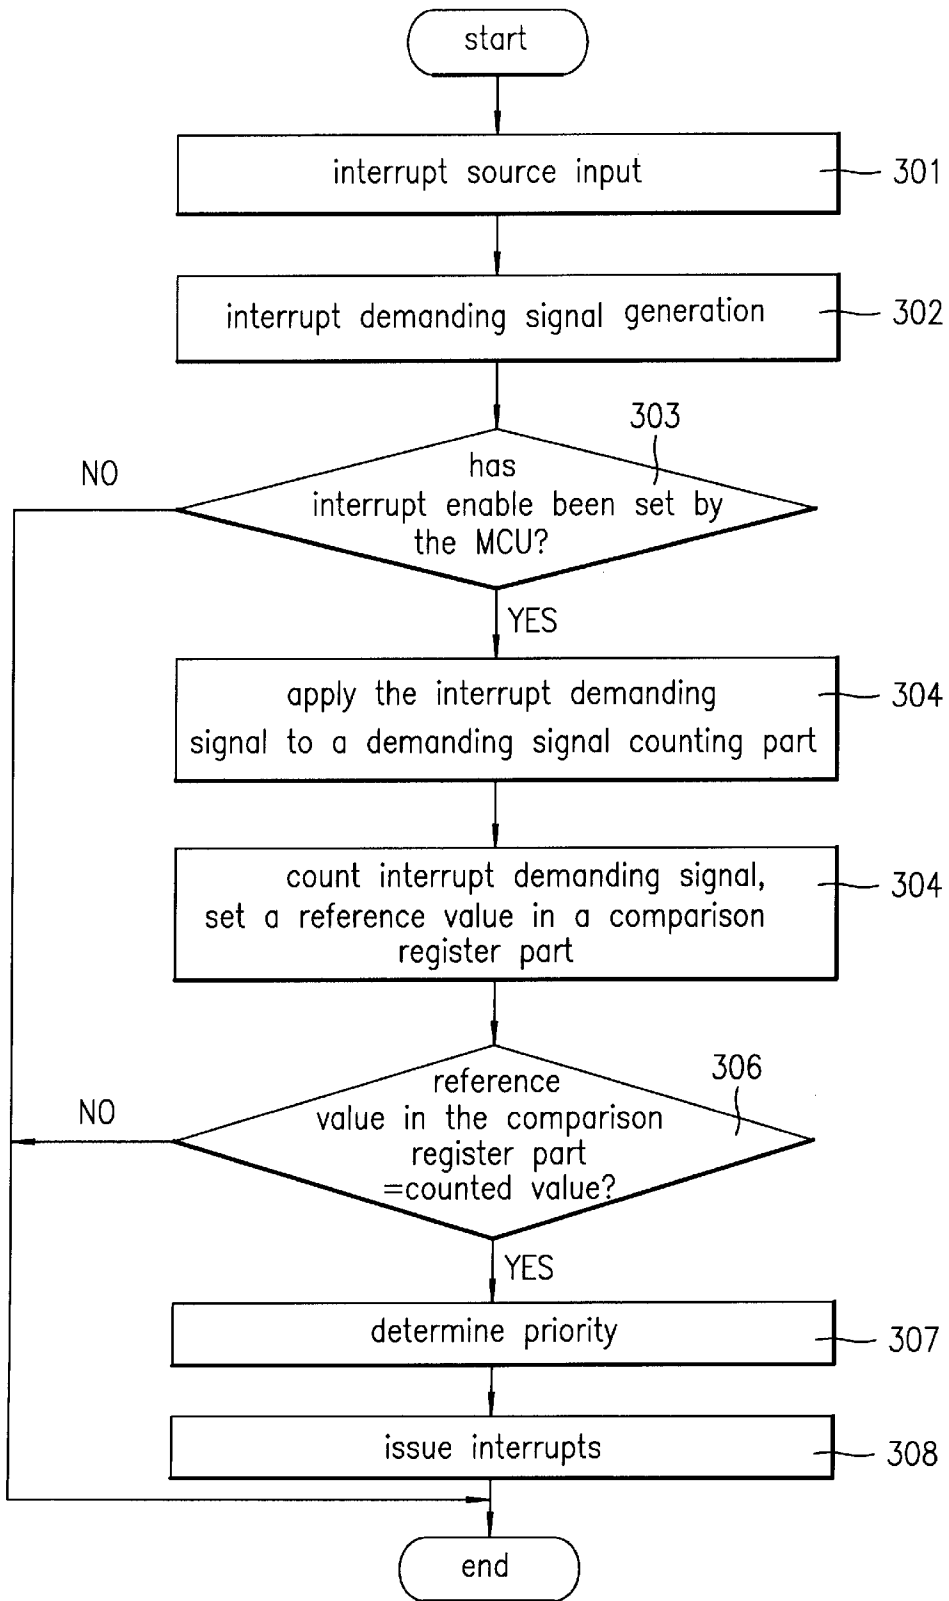 start
interrupt source input
301
interrupt demanding signal generation
302
303
NO
has
interrupt enable been set by
the MCU?
YES
apply the interrupt demanding
signal to a demanding signal counting part
304
count interrupt demanding signal,
set a reference value in a comparison
register part
304
306
NO
reference
value in the comparison
register part
=counted value?
YES
determine priority
307
issue interrupts
308
end